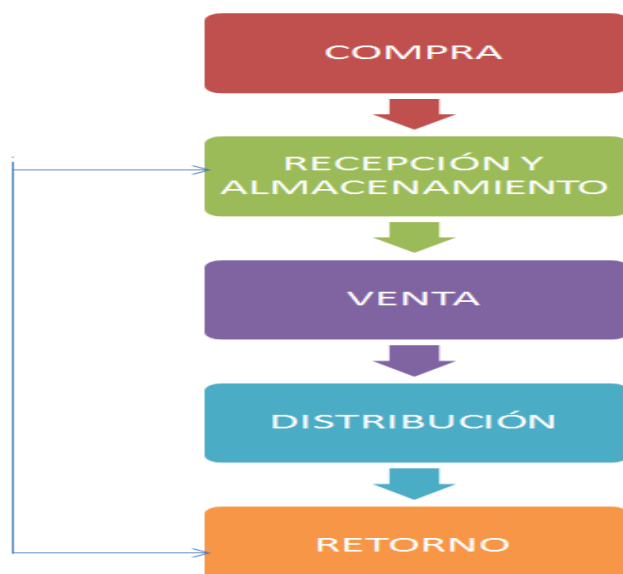 COMPRA
RECEPCIÓN Y
ALMACENAMIENTO
VENTA
DISTRIBUCIÓN
RETORNO